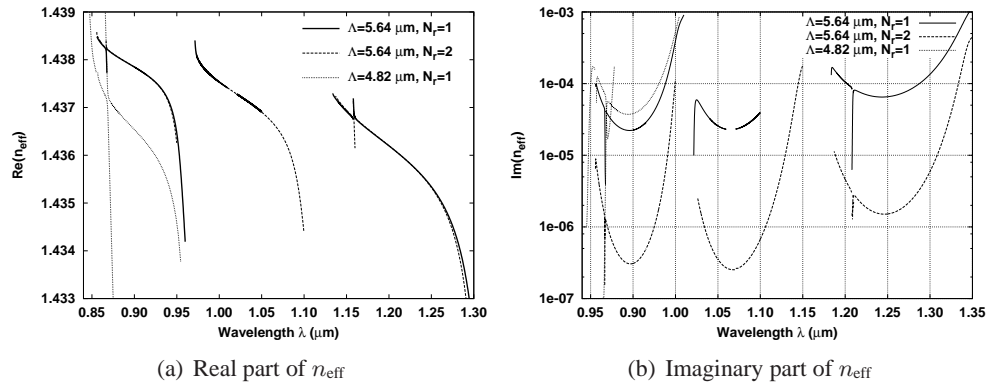 1.439
1.438
1.437
1.436
1.435
1.434
1.433
Re(n_eff)
Λ=5.64 μm, N_r=1
Λ=5.64 μm, N_r=2
Λ=4.82 μm, N_r=1
0.85 0.90 0.95 1.00 1.05 1.10 1.15 1.20 1.25 1.30
Wavelength λ (μm)
(a) Real part of n_eff
1e-03
1e-04
1e-05
1e-06
1e-07
Im(n_eff)
Λ=5.64 μm, N_r=1
Λ=5.64 μm, N_r=2
Λ=4.82 μm, N_r=1
0.95 0.90 0.95 1.00 1.05 1.10 1.15 1.20 1.25 1.30 1.35
Wavelength λ (μm)
(b) Imaginary part of n_eff